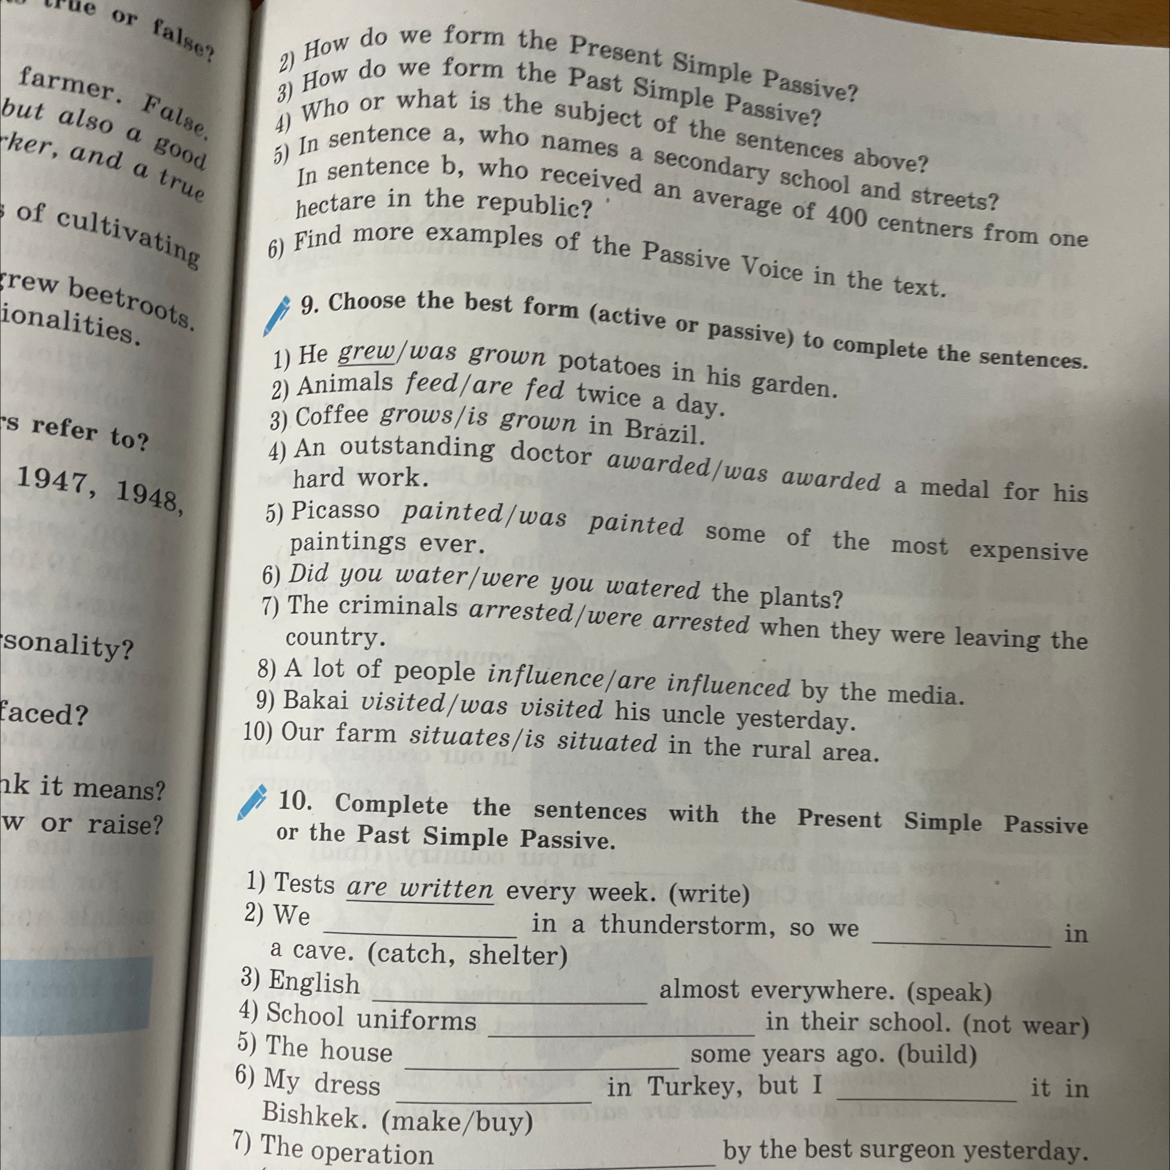 true or false?
farmer. False.
but also a good
rker, and a true
of cultivating
rew beetroots.
ionalities.
rs refer to?
1947, 1948,
sonality?
faced?
nk it means?
w or raise?
2) How do we form the Present Simple Passive?
3) How do we form the Past Simple Passive?
4) Who or what is the subject of the sentences above?
5) In sentence a, who names a secondary school and streets?
In sentence b, who received an average of 400 centners from one
hectare in the republic?
6) Find more examples of the Passive Voice in the text.
9. Choose the best form (active or passive) to complete the sentences.
1) He grew/was grown potatoes in his garden.
2) Animals feed/are fed twice a day.
3) Coffee grows/is grown in Brazil.
4) An outstanding doctor awarded/was awarded a medal for his
hard work.
5) Picasso painted/was painted some of the most expensive
paintings ever.
6) Did you water/were you watered the plants?
7) The criminals arrested/were arrested when they were leaving the
country.
8) A lot of people influence/are influenced by the media.
9) Bakai visited/was visited his uncle yesterday.
10) Our farm situates/is situated in the rural area.
10. Complete the sentences with the Present Simple Passive
or the Past Simple Passive.
1) Tests are written every week. (write)
2) We ____ in a thunderstorm, so we ____ in
a cave. (catch, shelter)
3) English ____ almost everywhere. (speak)
4) School uniforms ____ in their school. (not wear)
5) The house ____ some years ago. (build)
6) My dress ____ in Turkey, but I ____ it in
Bishkek. (make/buy)
7) The operation ____ by the best surgeon yesterday.